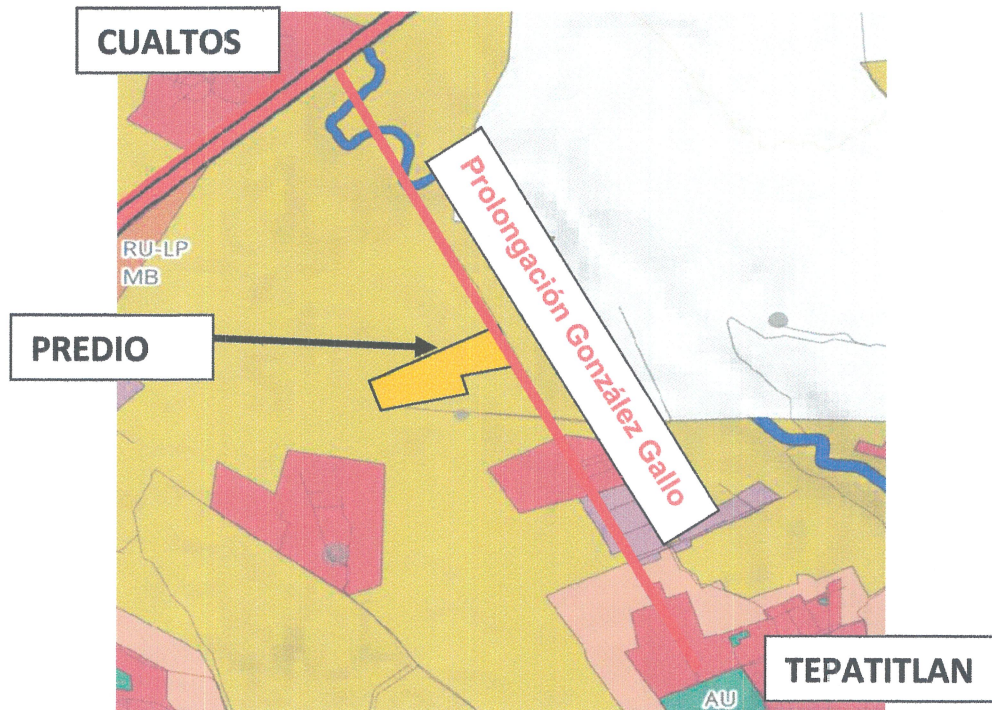 CUALTOS
Prolongación González Gallo
RU-LP
MB
PREDIO
TEPATITLAN
AU